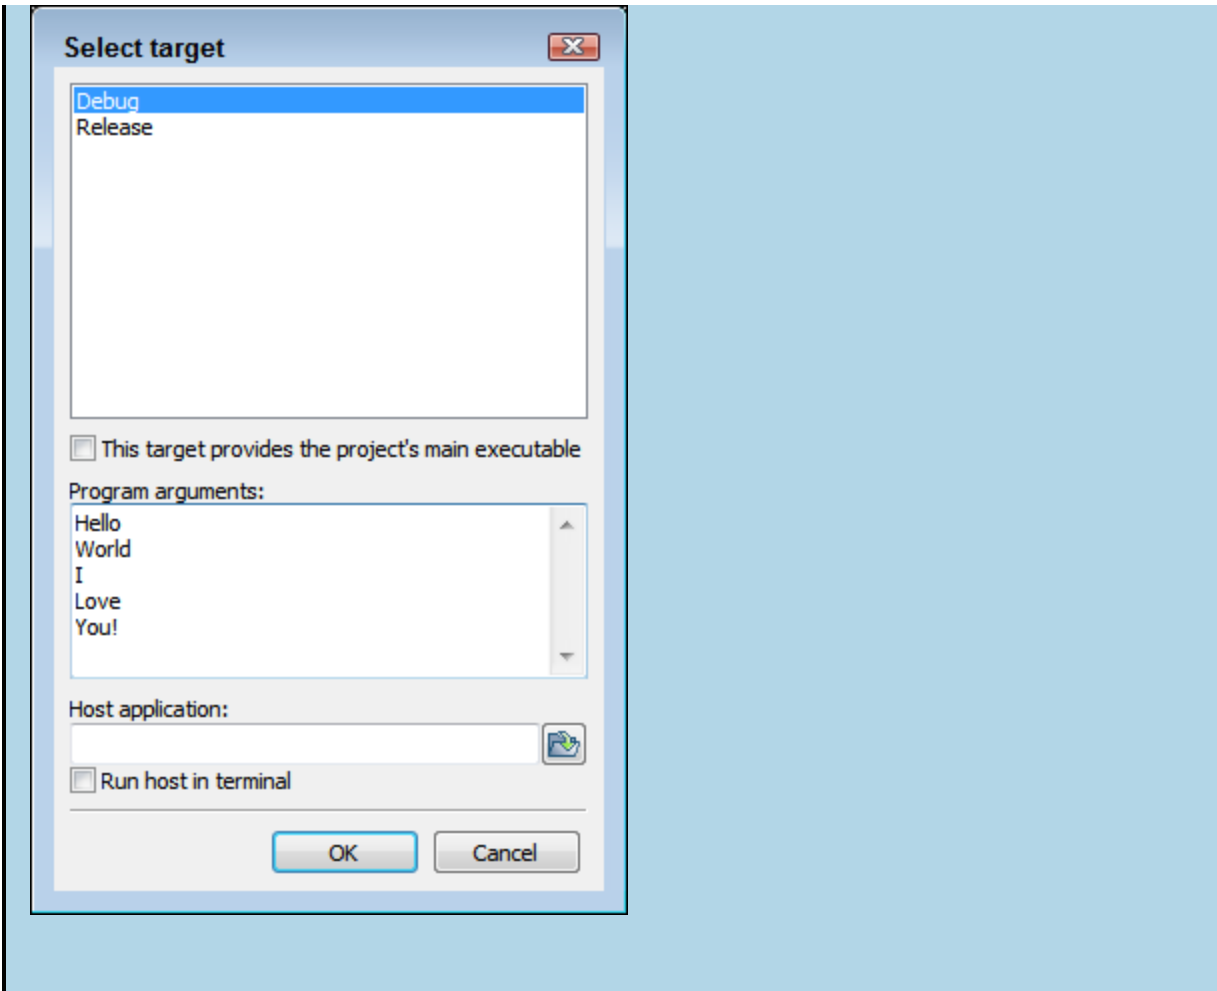 Select target
Debug
Release
This target provides the project's main executable
Program arguments:
Hello
World
I
Love
You!
Host application:
Run host in terminal
OK
Cancel